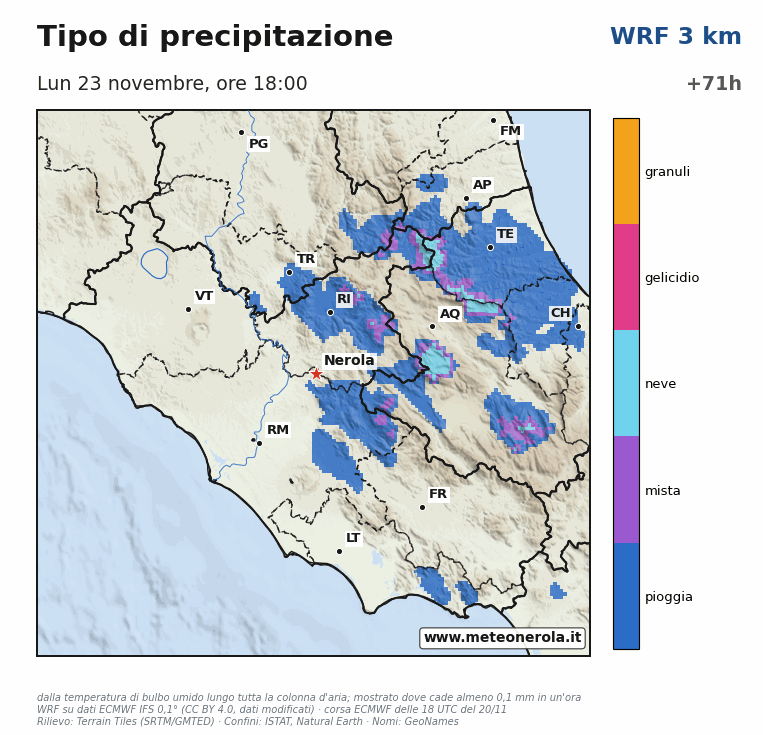 Tipo di precipitazione
WRF 3 km
Lun 23 novembre, ore 18:00
+71h
FM
PG
AP
TE
TR
VT
RI
AQ
CH
Nerola
RM
FR
LT
www.meteonerola.it
granuli
gelicidio
neve
mista
pioggia
dalla temperatura di bulbo umido lungo tutta la colonna d'aria; mostrato dove cade almeno 0,1 mm in un'ora
WRF su dati ECMWF IFS 0,1° (CC BY 4.0, dati modificati) · corsa ECMWF delle 18 UTC del 20/11
Rilievo: Terrain Tiles (SRTM/GMTED) · Confini: ISTAT, Natural Earth · Nomi: GeoNames